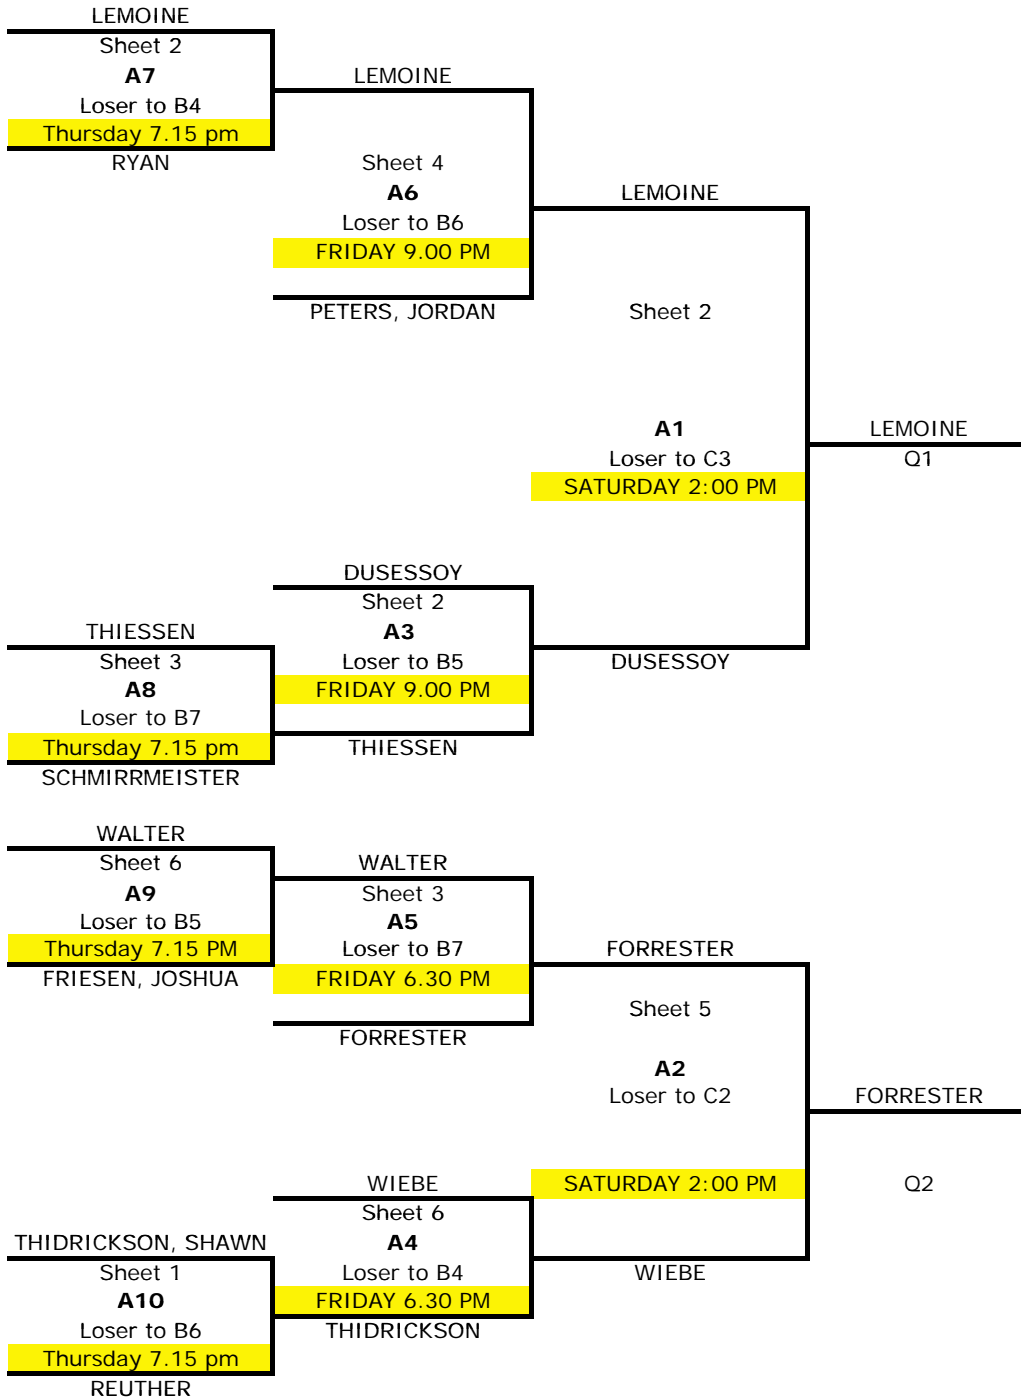 LEMOINE
Sheet 2
A7
Loser to B4
Thursday 7.15 pm
RYAN
LEMOINE
Sheet 4
A6
Loser to B6
FRIDAY 9.00 PM
PETERS, JORDAN
LEMOINE
Sheet 2
A1
Loser to C3
SATURDAY 2:00 PM
LEMOINE
Q1
DUSESSOY
Sheet 2
A3
Loser to B5
FRIDAY 9.00 PM
THIESSEN
DUSESSOY
THIESSEN
Sheet 3
A8
Loser to B7
Thursday 7.15 pm
SCHMIRRMEISTER
WALTER
Sheet 6
A9
Loser to B5
Thursday 7.15 PM
FRIESEN, JOSHUA
WALTER
Sheet 3
A5
Loser to B7
FRIDAY 6.30 PM
FORRESTER
FORRESTER
Sheet 5
A2
Loser to C2
SATURDAY 2:00 PM
FORRESTER
Q2
WIEBE
Sheet 6
A4
Loser to B4
FRIDAY 6.30 PM
THIDRICKSON
WIEBE
THIDRICKSON, SHAWN
Sheet 1
A10
Loser to B6
Thursday 7.15 pm
REUTHER